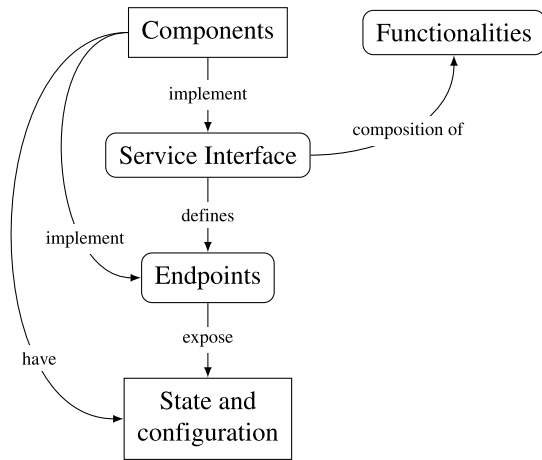 Components
Functionalities
implement
composition of
Service Interface
defines
implement
Endpoints
expose
have
State and
configuration